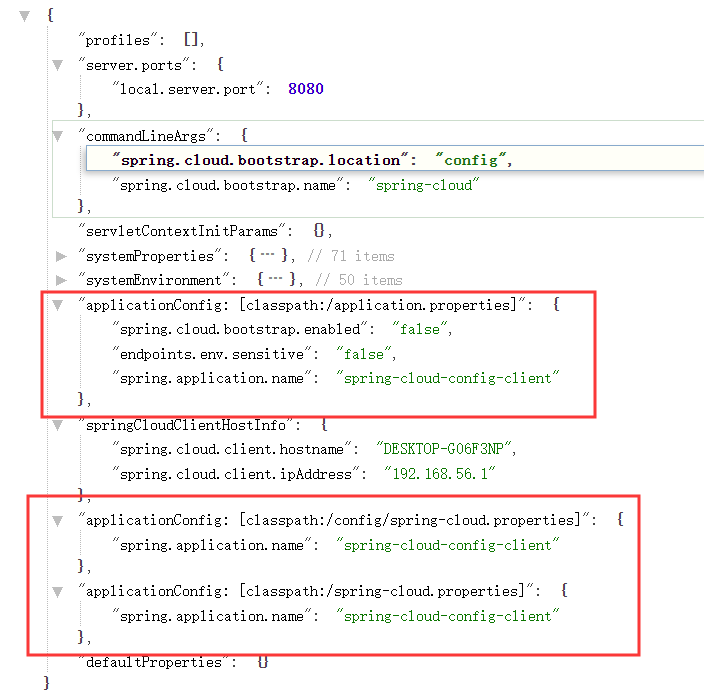 {
"profiles": [],
"server.ports": {
"local.server.port": 8080
},
"commandLineArgs": {
"spring.cloud.bootstrap.location": "config",
"spring.cloud.bootstrap.name": "spring-cloud"
},
"servletContextInitParams": {},
"systemProperties": {···}, // 71 items
"systemEnvironment": {···}, // 50 items
"applicationConfig: [classpath:/application.properties]": {
"spring.cloud.bootstrap.enabled": "false",
"endpoints.env.sensitive": "false",
"spring.application.name": "spring-cloud-config-client"
},
"springCloudClientHostInfo": {
"spring.cloud.client.hostname": "DESKTOP-G06F3NP",
"spring.cloud.client.ipAddress": "192.168.56.1"
},
"applicationConfig: [classpath:/config/spring-cloud.properties]": {
"spring.application.name": "spring-cloud-config-client"
},
"applicationConfig: [classpath:/spring-cloud.properties]": {
"spring.application.name": "spring-cloud-config-client"
},
"defaultProperties": {}
}